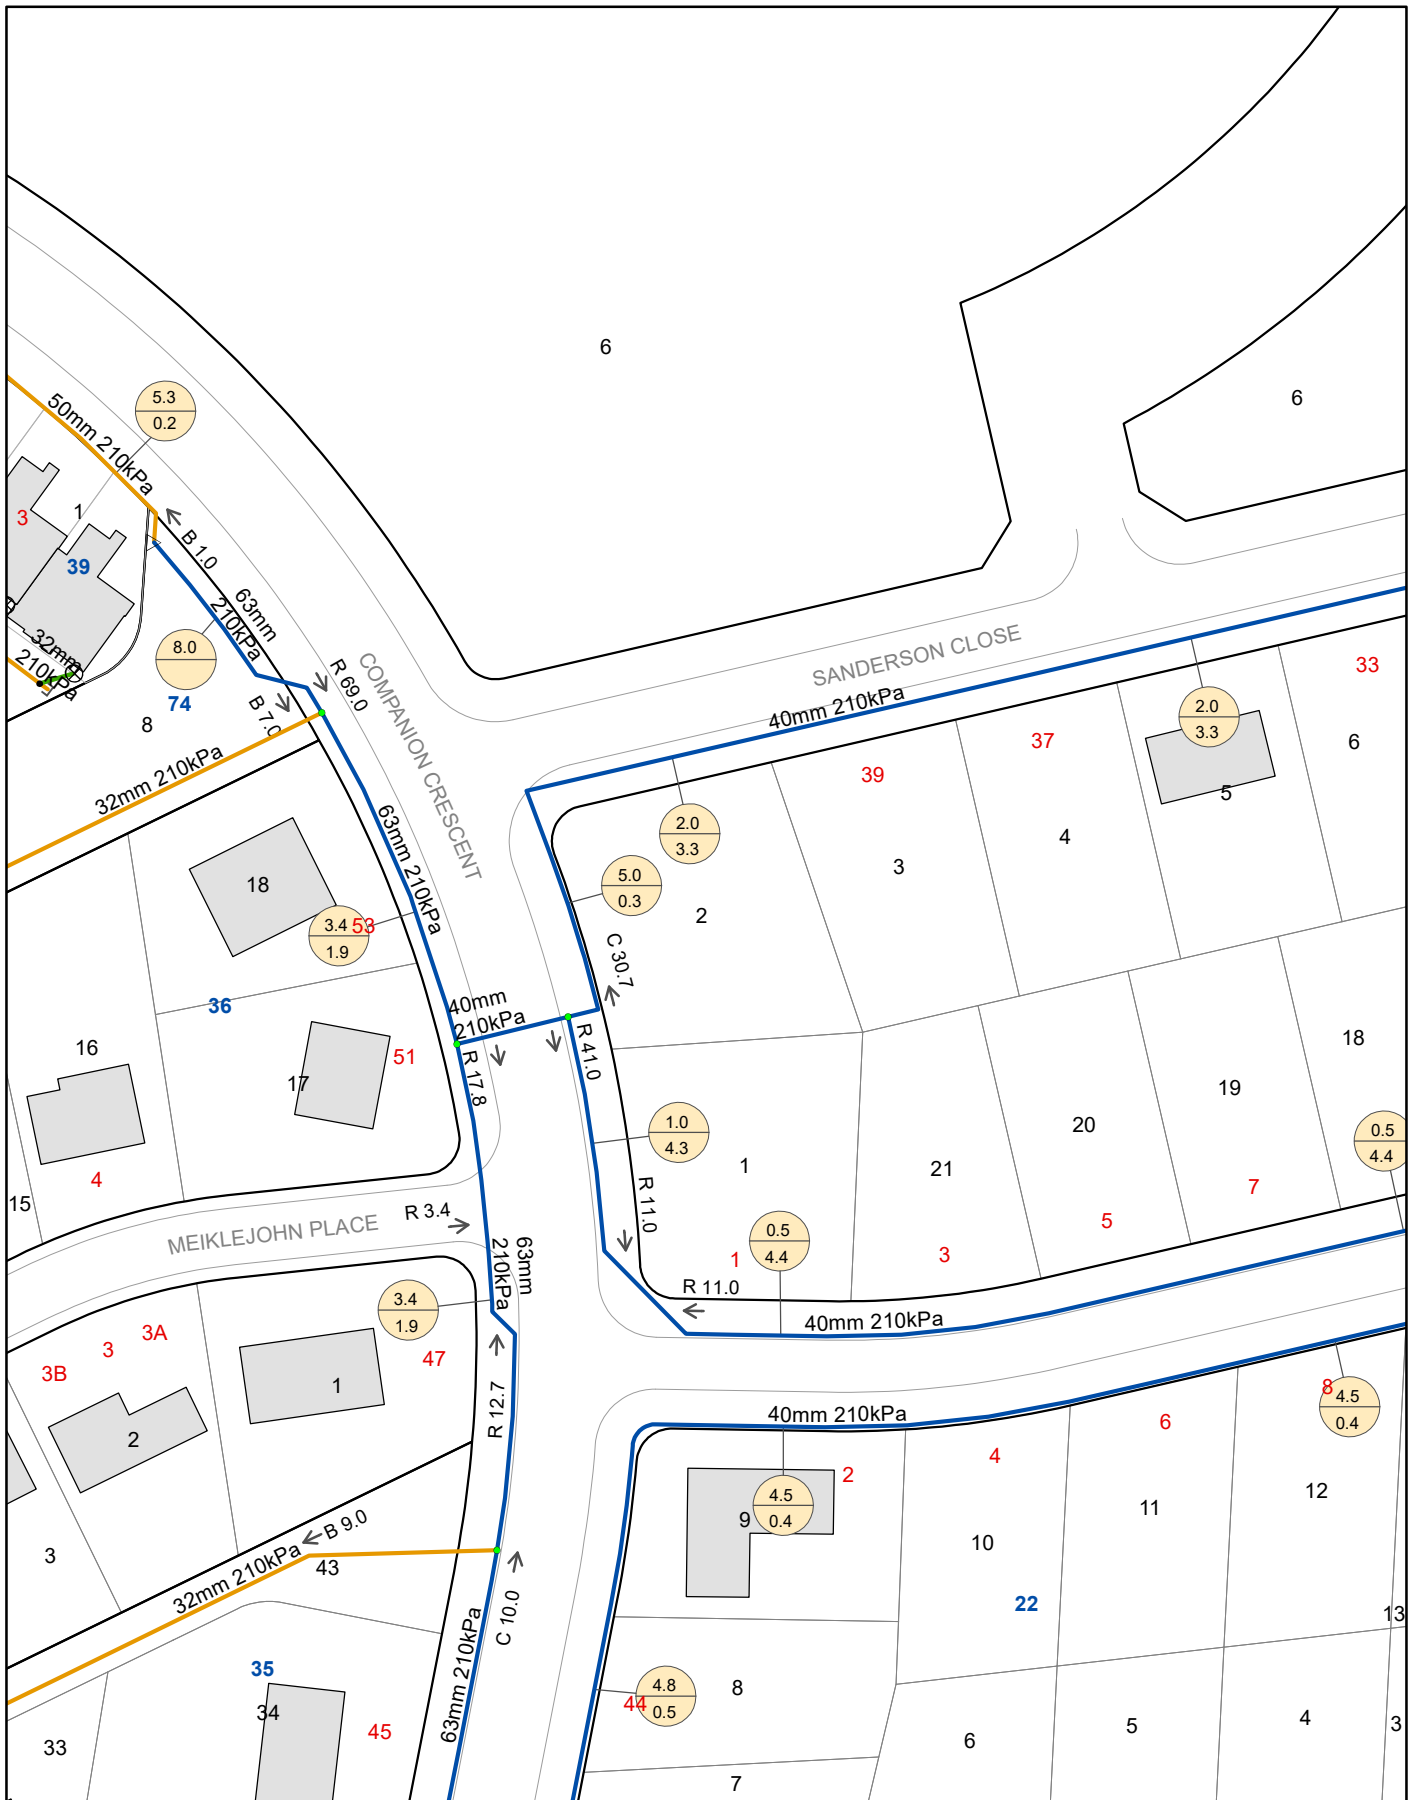 6
6
5.3
0.2
50mm 210kPa
1
3
39
B 1.0
63mm
210kPa
32mm
210kPa
8.0
74
8
B 7.0
R 69.0
COMPANION CRESCENT
SANDERSON CLOSE
40mm 210kPa
33
2.0
3.3
37
6
39
5
32mm 210kPa
63mm 210kPa
2.0
3.3
4
3
5.0
0.3
2
18
53
3.4
1.9
C 30.7
36
40mm
210kPa
R 41.0
R 17.8
16
51
17
18
19
20
1.0
4.3
0.5
4.4
1
21
4
15
7
5
R 11.0
MEIKLEJOHN PLACE
R 3.4
0.5
4.4
1
3
63mm
210kPa
R 11.0
3.4
1.9
40mm 210kPa
3A
3
3B
47
1
8
4.5
0.4
R 12.7
40mm 210kPa
6
2
4
2
4.5
0.4
9
12
11
10
B 9.0
3
43
32mm 210kPa
C 10.0
22
13
63mm 210kPa
35
34
44
4.8
0.5
8
45
33
4
3
5
6
7